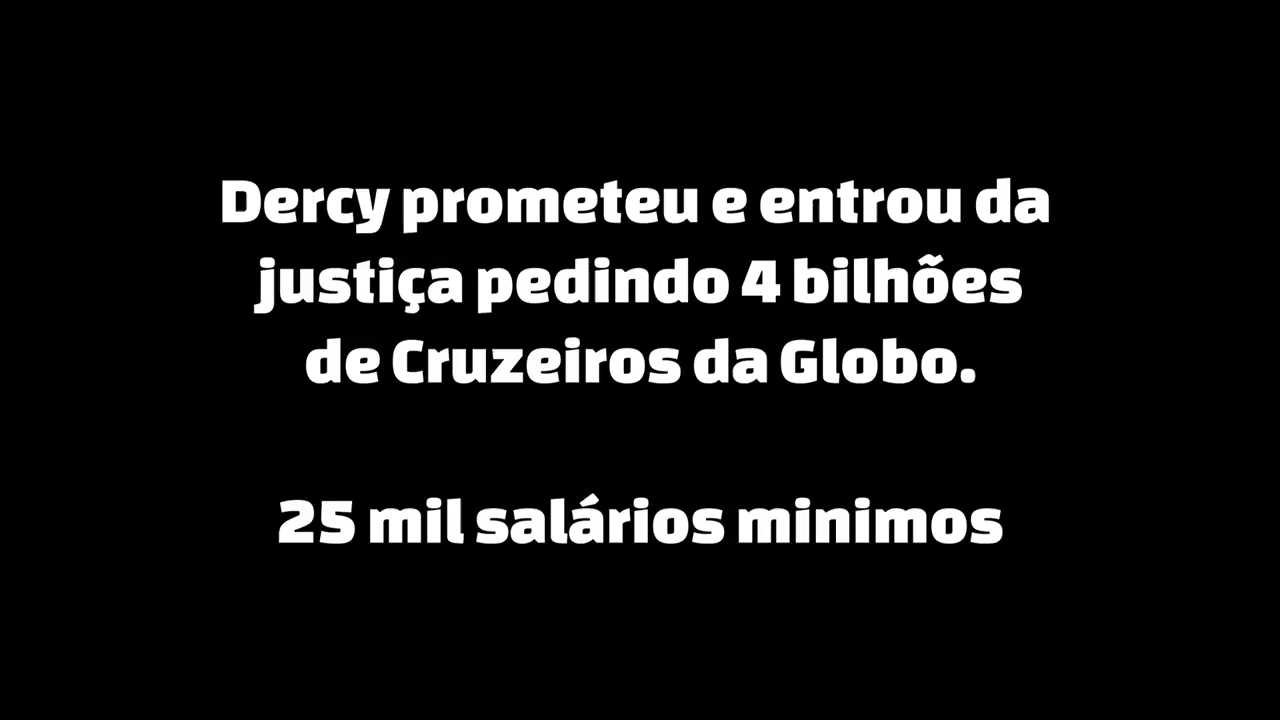 Dercy prometeu e entrou da
justiça pedindo 4 bilhões
de Cruzeiros da Globo.
25 mil salários minimos